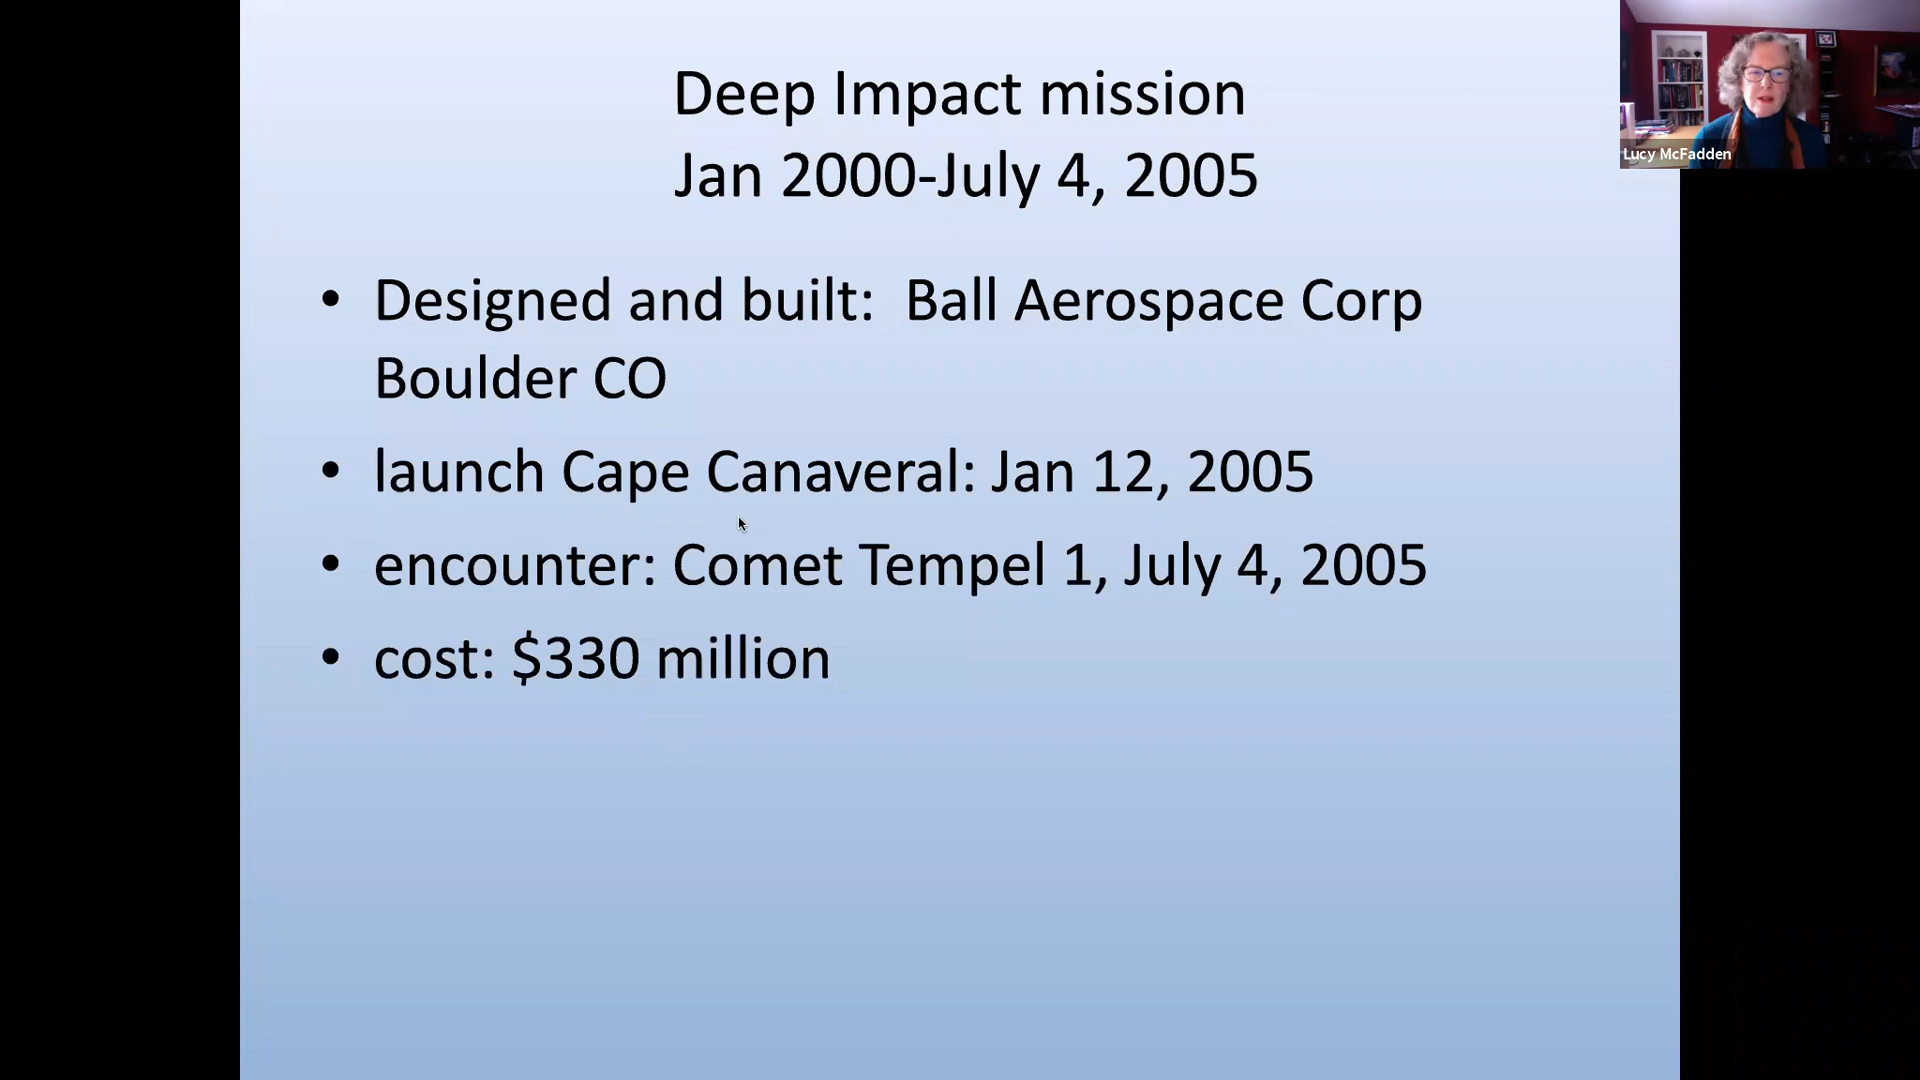 Deep Impact mission
Jan 2000-July 4, 2005
• Designed and built:  Ball Aerospace Corp
Boulder CO
• launch Cape Canaveral: Jan 12, 2005
• encounter: Comet Tempel 1, July 4, 2005
• cost: $330 million
Lucy McFadden